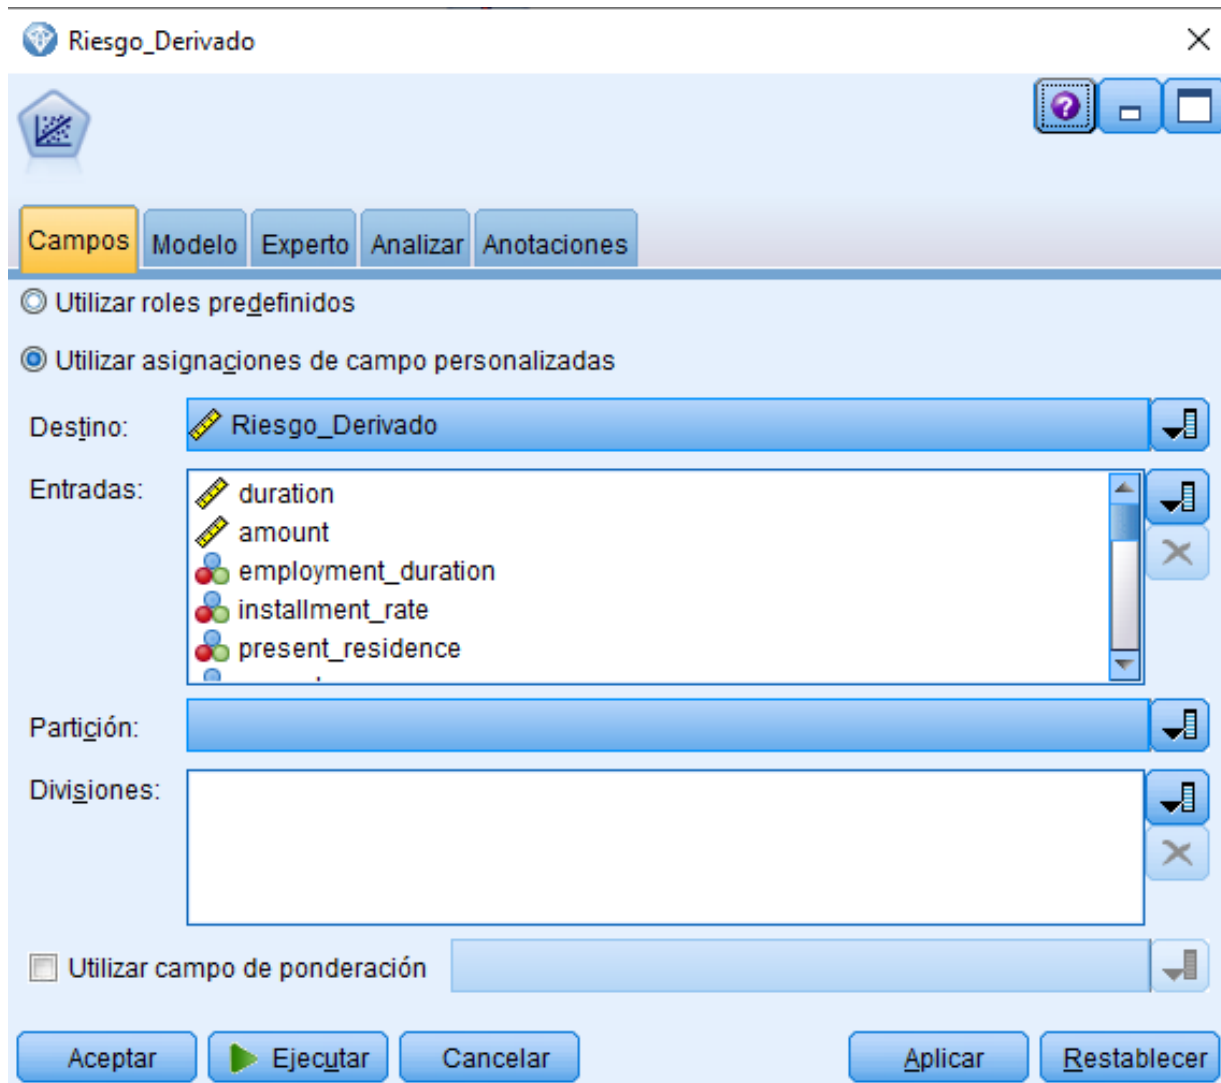 Riesgo_Derivado
Campos Modelo Experto Analizar Anotaciones
Utilizar roles predefinidos
Utilizar asignaciones de campo personalizadas
Destino: Riesgo_Derivado
Entradas: duration
amount
employment_duration
installment_rate
present_residence
Partición:
Divisiones:
Utilizar campo de ponderación
Aceptar Ejecutar Cancelar Aplicar Restablecer